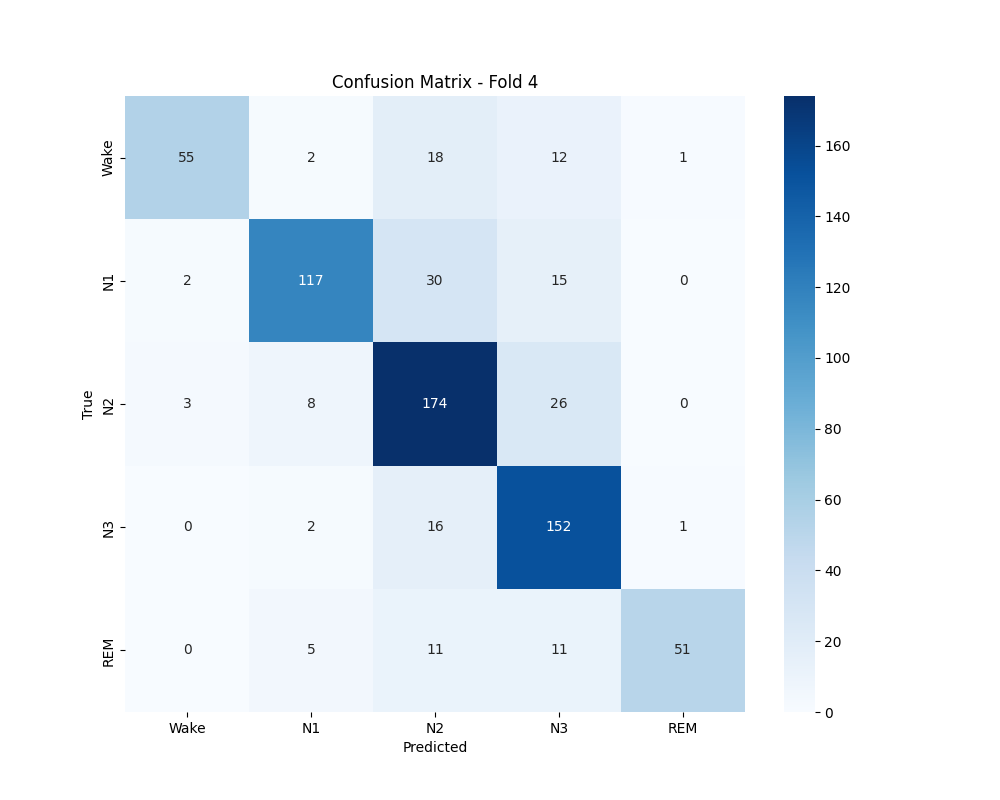 Confusion Matrix - Fold 4
True
Wake 55 2 18 12 1
N1 2 117 30 15 0
N2 3 8 174 26 0
N3 0 2 16 152 1
REM 0 5 11 11 51
Wake N1 N2 N3 REM
Predicted
160
140
120
100
80
60
40
20
0